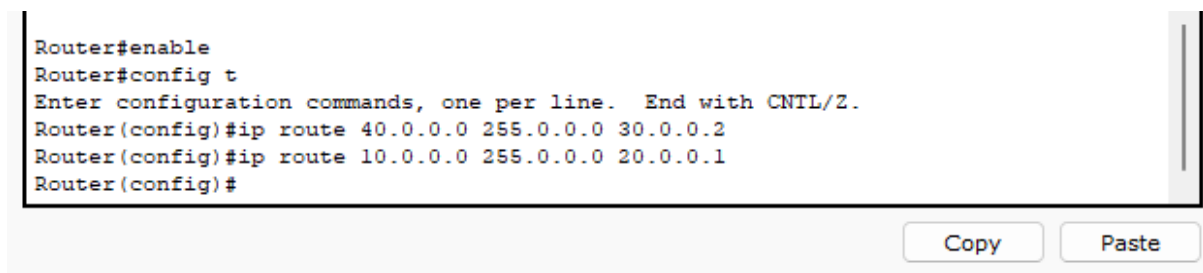 Router#enable
Router#config t
Enter configuration commands, one per line.  End with CNTL/Z.
Router(config)#ip route 40.0.0.0 255.0.0.0 30.0.0.2
Router(config)#ip route 10.0.0.0 255.0.0.0 20.0.0.1
Router(config)#
Copy Paste